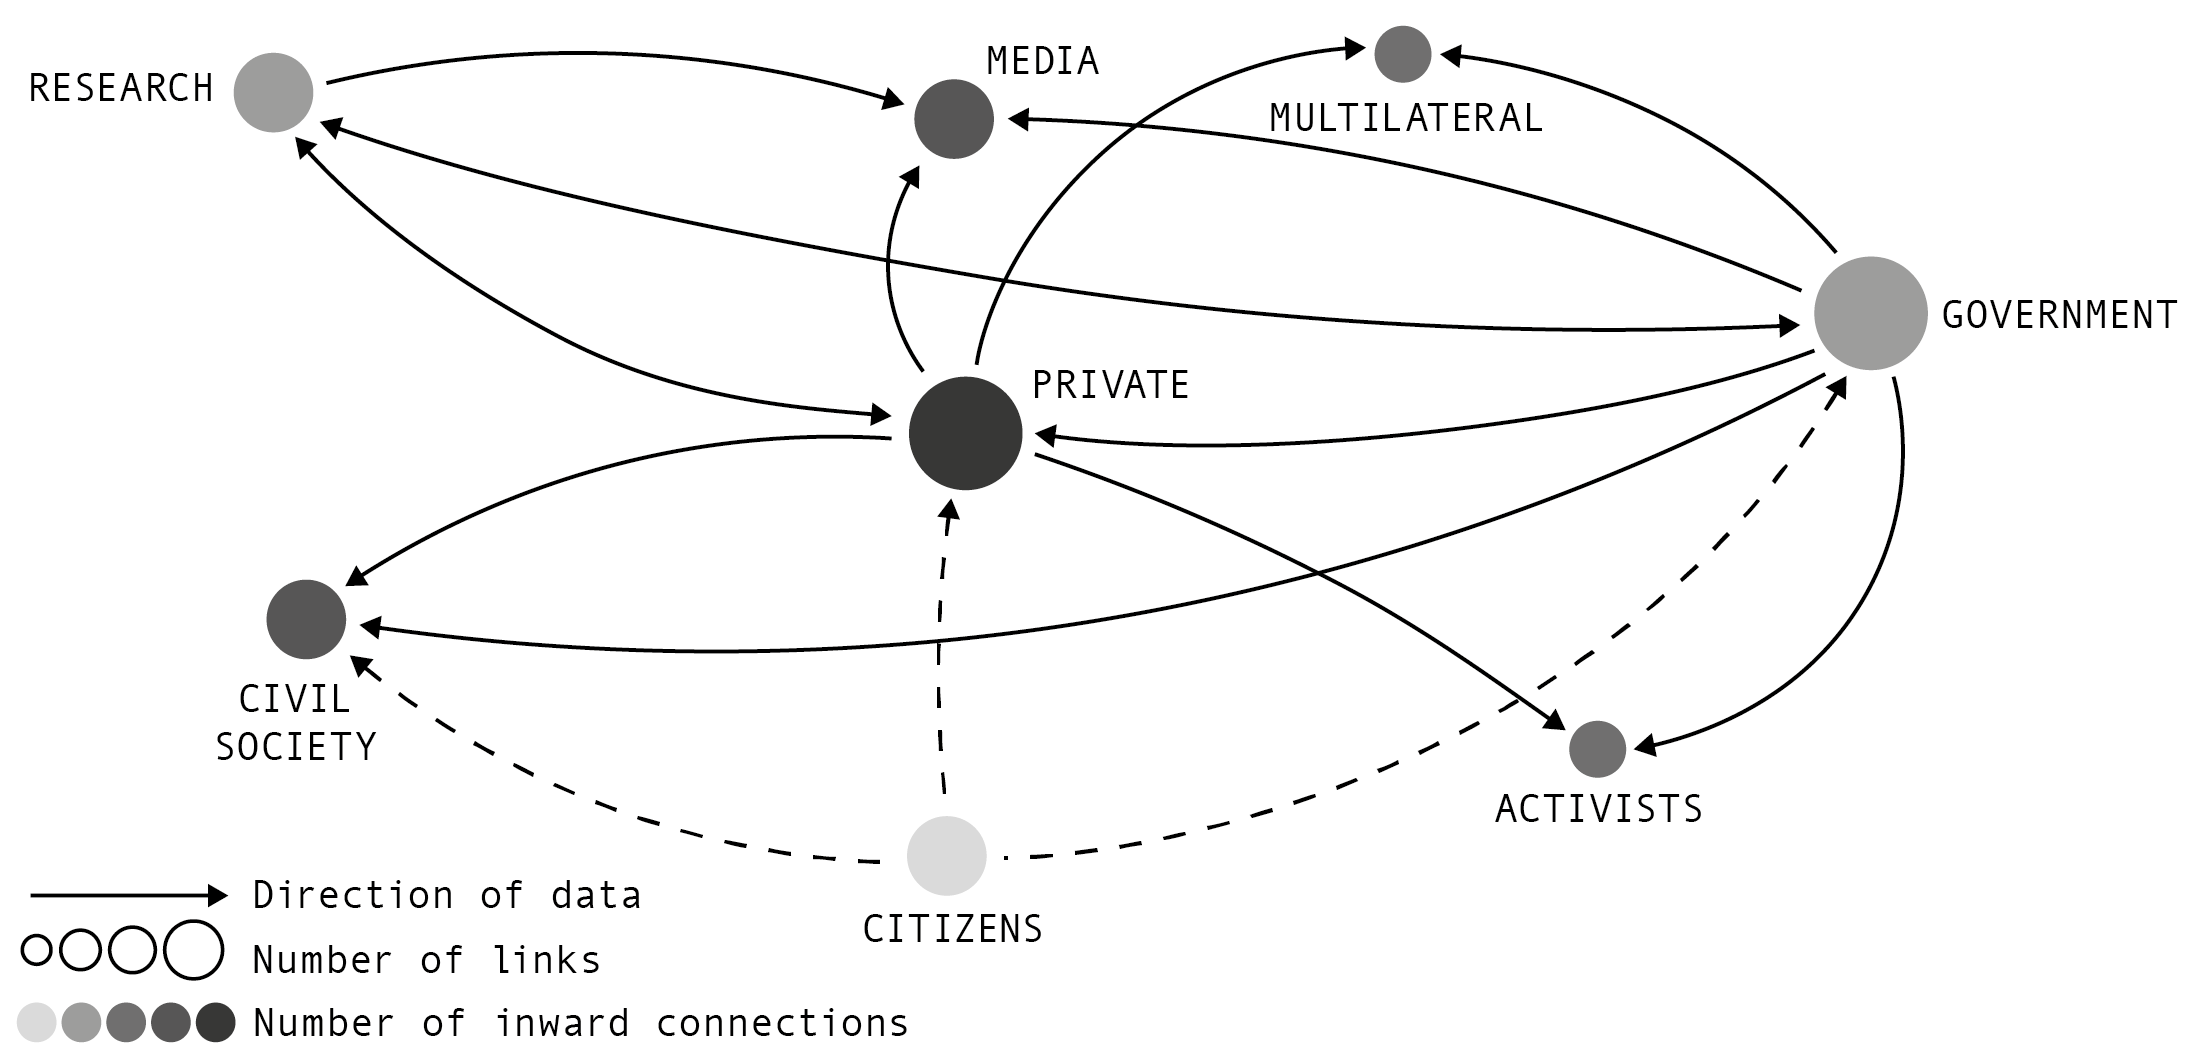 RESEARCH
MEDIA
MULTILATERAL
GOVERNMENT
PRIVATE
CIVIL
SOCIETY
ACTIVISTS
CITIZENS
Direction of data
Number of links
Number of inward connections